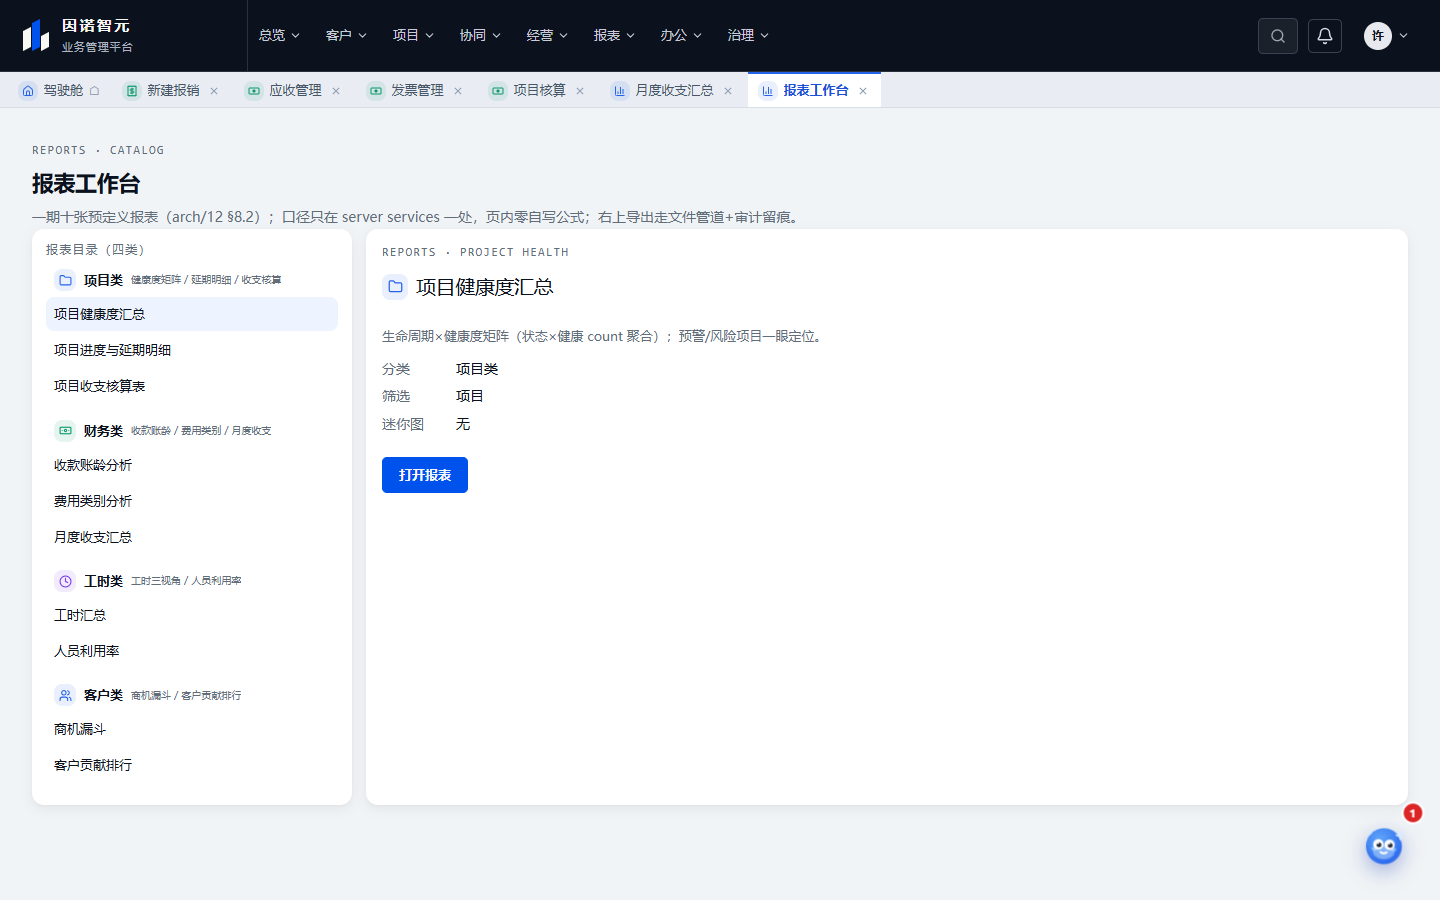 因诺智元
业务管理平台
总览 客户 项目 协同 经营 报表 办公 治理
许
驾驶舱 新建报销 应收管理 发票管理 项目核算 月度收支汇总 报表工作台
REPORTS · CATALOG
报表工作台
一期十张预定义报表（arch/12 §8.2）；口径只在 server services 一处，页内零自写公式；右上导出走文件管道+审计留痕。
报表目录（四类）
项目类 健康度矩阵 / 延期明细 / 收支核算
项目健康度汇总
项目进度与延期明细
项目收支核算表
财务类 收款账龄 / 费用类别 / 月度收支
收款账龄分析
费用类别分析
月度收支汇总
工时类 工时三视角 / 人员利用率
工时汇总
人员利用率
客户类 商机漏斗 / 客户贡献排行
商机漏斗
客户贡献排行
REPORTS · PROJECT HEALTH
项目健康度汇总
生命周期×健康度矩阵（状态×健康 count 聚合）；预警/风险项目一眼定位。
分类 项目类
筛选 项目
迷你图 无
打开报表
1